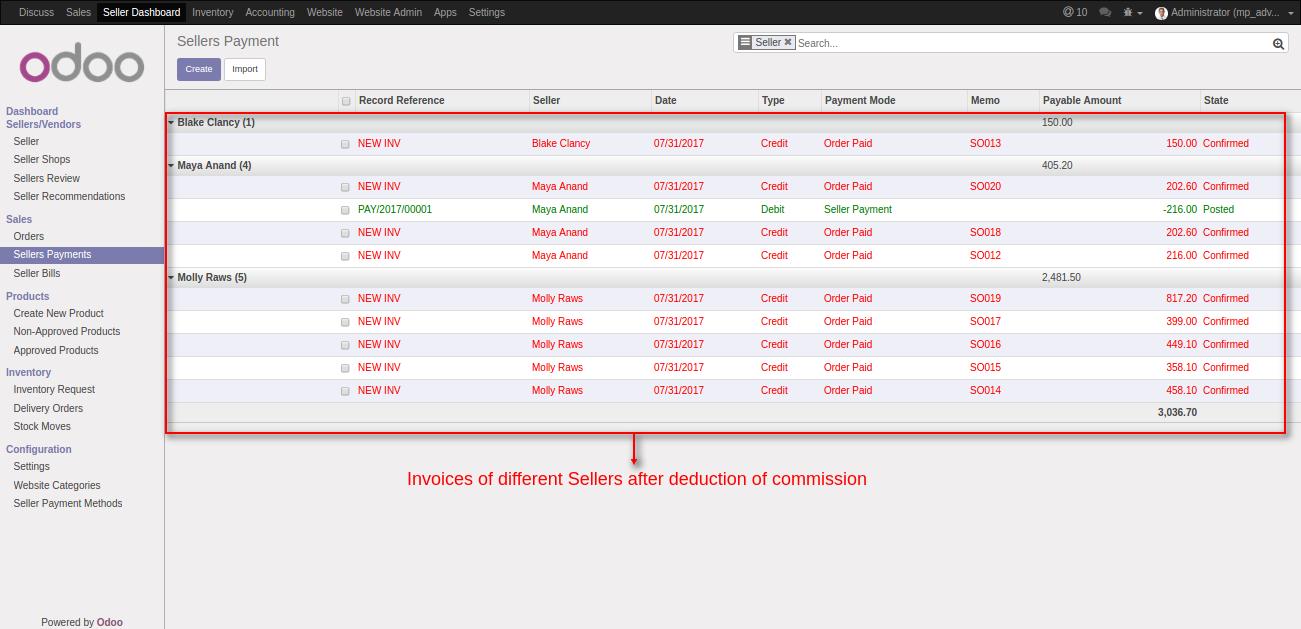 Discuss Sales Seller Dashboard Inventory Accounting Website Website Admin Apps Settings @ 10 Administrator (mp_adv...
odoo
Sellers Payment
Seller ✖ Search...
Create Import
Dashboard
Sellers/Vendors
Seller
Seller Shops
Sellers Review
Seller Recommendations
Sales
Orders
Sellers Payments
Seller Bills
Products
Create New Product
Non-Approved Products
Approved Products
Inventory
Inventory Request
Delivery Orders
Stock Moves
Configuration
Settings
Website Categories
Seller Payment Methods
Powered by Odoo
Record Reference Seller Date Type Payment Mode Memo Payable Amount State
Blake Clancy (1) 150.00
NEW INV Blake Clancy 07/31/2017 Credit Order Paid SO013 150.00 Confirmed
Maya Anand (4) 405.20
NEW INV Maya Anand 07/31/2017 Credit Order Paid SO020 202.60 Confirmed
PAY/2017/00001 Maya Anand 07/31/2017 Debit Seller Payment -216.00 Posted
NEW INV Maya Anand 07/31/2017 Credit Order Paid SO018 202.60 Confirmed
NEW INV Maya Anand 07/31/2017 Credit Order Paid SO012 216.00 Confirmed
Molly Raws (5) 2,481.50
NEW INV Molly Raws 07/31/2017 Credit Order Paid SO019 817.20 Confirmed
NEW INV Molly Raws 07/31/2017 Credit Order Paid SO017 399.00 Confirmed
NEW INV Molly Raws 07/31/2017 Credit Order Paid SO016 449.10 Confirmed
NEW INV Molly Raws 07/31/2017 Credit Order Paid SO015 358.10 Confirmed
NEW INV Molly Raws 07/31/2017 Credit Order Paid SO014 458.10 Confirmed
3,036.70
Invoices of different Sellers after deduction of commission